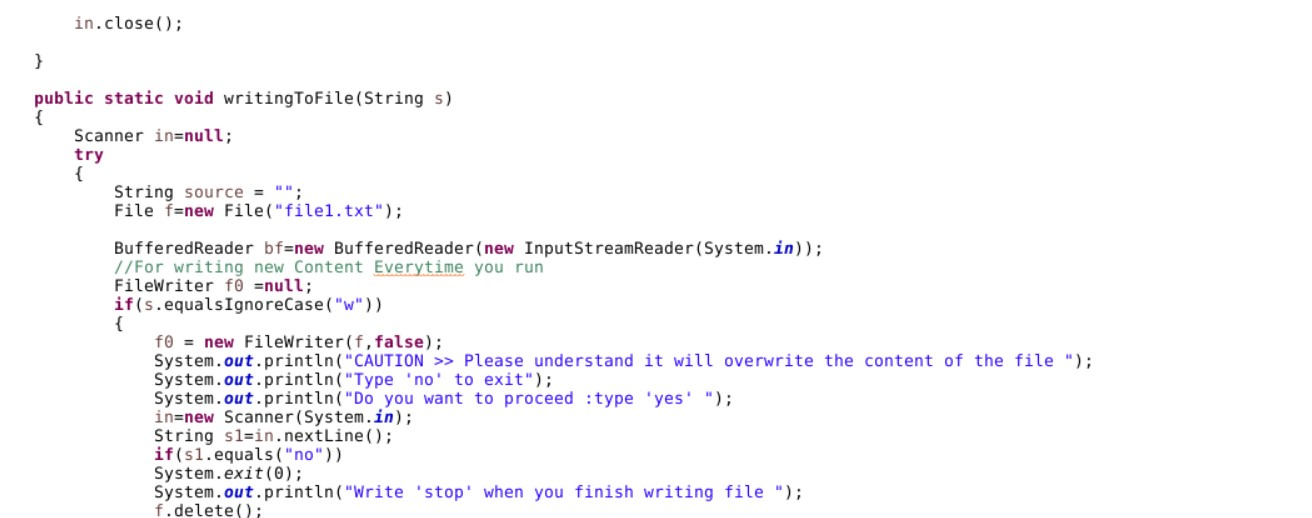 in.close();
}
public static void writingToFile(String s)
{
Scanner in=null;
try
{
String source = "";
File f=new File("file1.txt");
BufferedReader bf=new BufferedReader(new InputStreamReader(System.in));
//For writing new Content Everytime you run
FileWriter f0 =null;
if(s.equalsIgnoreCase("w"))
{
f0 = new FileWriter(f,false);
System.out.println("CAUTION >> Please understand it will overwrite the content of the file ");
System.out.println("Type 'no' to exit");
System.out.println("Do you want to proceed :type 'yes' ");
in=new Scanner(System.in);
String s1=in.nextLine();
if(s1.equals("no"))
System.exit(0);
System.out.println("Write 'stop' when you finish writing file ");
f.delete();